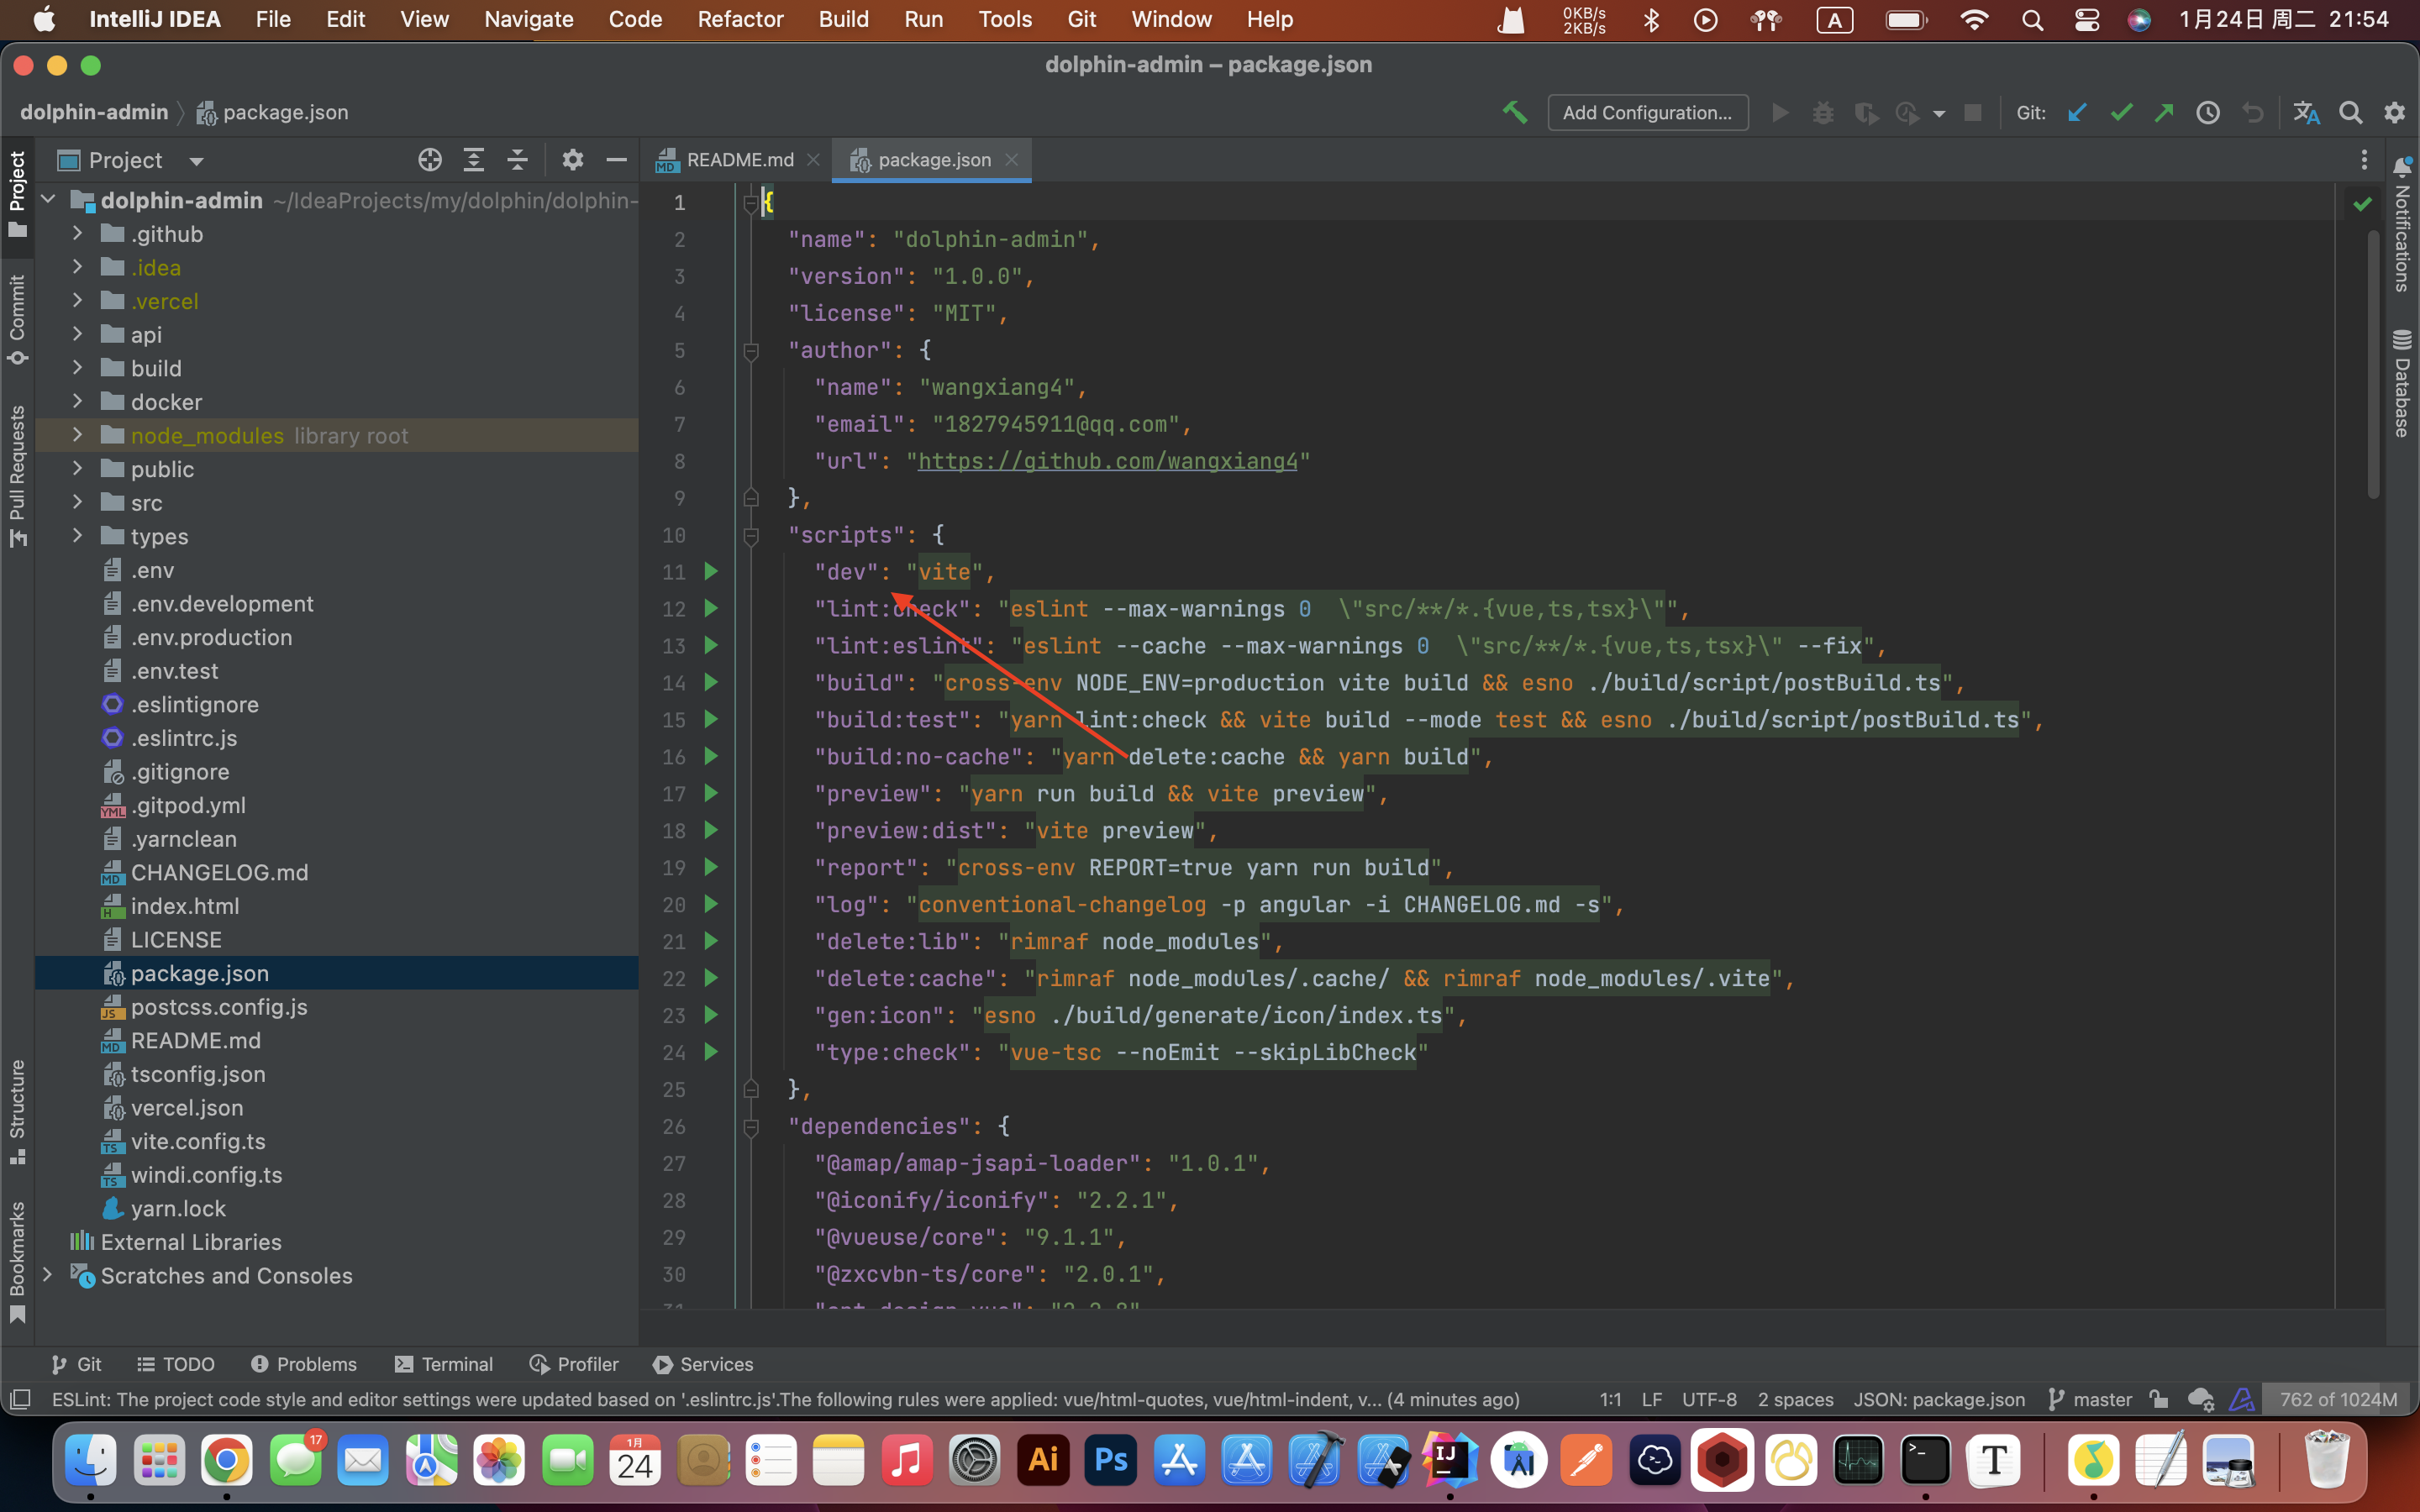 IntelliJ IDEA File Edit View Navigate Code Refactor Build Run Tools Git Window Help 0KB/s 2KB/s A 1月24日 周二 21:54
dolphin-admin – package.json
dolphin-admin package.json Add Configuration... Git:
Project README.md package.json
Project
Commit
Pull Requests
Structure
Bookmarks
Notifications
Database
dolphin-admin ~/IdeaProjects/my/dolphin/dolphin-
.github
.idea
.vercel
api
build
docker
node_modules library root
public
src
types
.env
.env.development
.env.production
.env.test
.eslintignore
.eslintrc.js
.gitignore
.gitpod.yml
.yarnclean
CHANGELOG.md
index.html
LICENSE
package.json
postcss.config.js
README.md
tsconfig.json
vercel.json
vite.config.ts
windi.config.ts
yarn.lock
External Libraries
Scratches and Consoles
1 {
2 "name": "dolphin-admin",
3 "version": "1.0.0",
4 "license": "MIT",
5 "author": {
6 "name": "wangxiang4",
7 "email": "1827945911@qq.com",
8 "url": "https://github.com/wangxiang4"
9 },
10 "scripts": {
11 "dev": "vite",
12 "lint:check": "eslint --max-warnings 0  \"src/**/*.{vue,ts,tsx}\"",
13 "lint:eslint": "eslint --cache --max-warnings 0  \"src/**/*.{vue,ts,tsx}\" --fix",
14 "build": "cross-env NODE_ENV=production vite build && esno ./build/script/postBuild.ts",
15 "build:test": "yarn lint:check && vite build --mode test && esno ./build/script/postBuild.ts",
16 "build:no-cache": "yarn delete:cache && yarn build",
17 "preview": "yarn run build && vite preview",
18 "preview:dist": "vite preview",
19 "report": "cross-env REPORT=true yarn run build",
20 "log": "conventional-changelog -p angular -i CHANGELOG.md -s",
21 "delete:lib": "rimraf node_modules",
22 "delete:cache": "rimraf node_modules/.cache/ && rimraf node_modules/.vite",
23 "gen:icon": "esno ./build/generate/icon/index.ts",
24 "type:check": "vue-tsc --noEmit --skipLibCheck"
25 },
26 "dependencies": {
27 "@amap/amap-jsapi-loader": "1.0.1",
28 "@iconify/iconify": "2.2.1",
29 "@vueuse/core": "9.1.1",
30 "@zxcvbn-ts/core": "2.0.1",
Git TODO Problems Terminal Profiler Services
ESLint: The project code style and editor settings were updated based on '.eslintrc.js'.The following rules were applied: vue/html-quotes, vue/html-indent, v... (4 minutes ago) 1:1 LF UTF-8 2 spaces JSON: package.json master 762 of 1024M
17 1月 24 Ai Ps IJ T